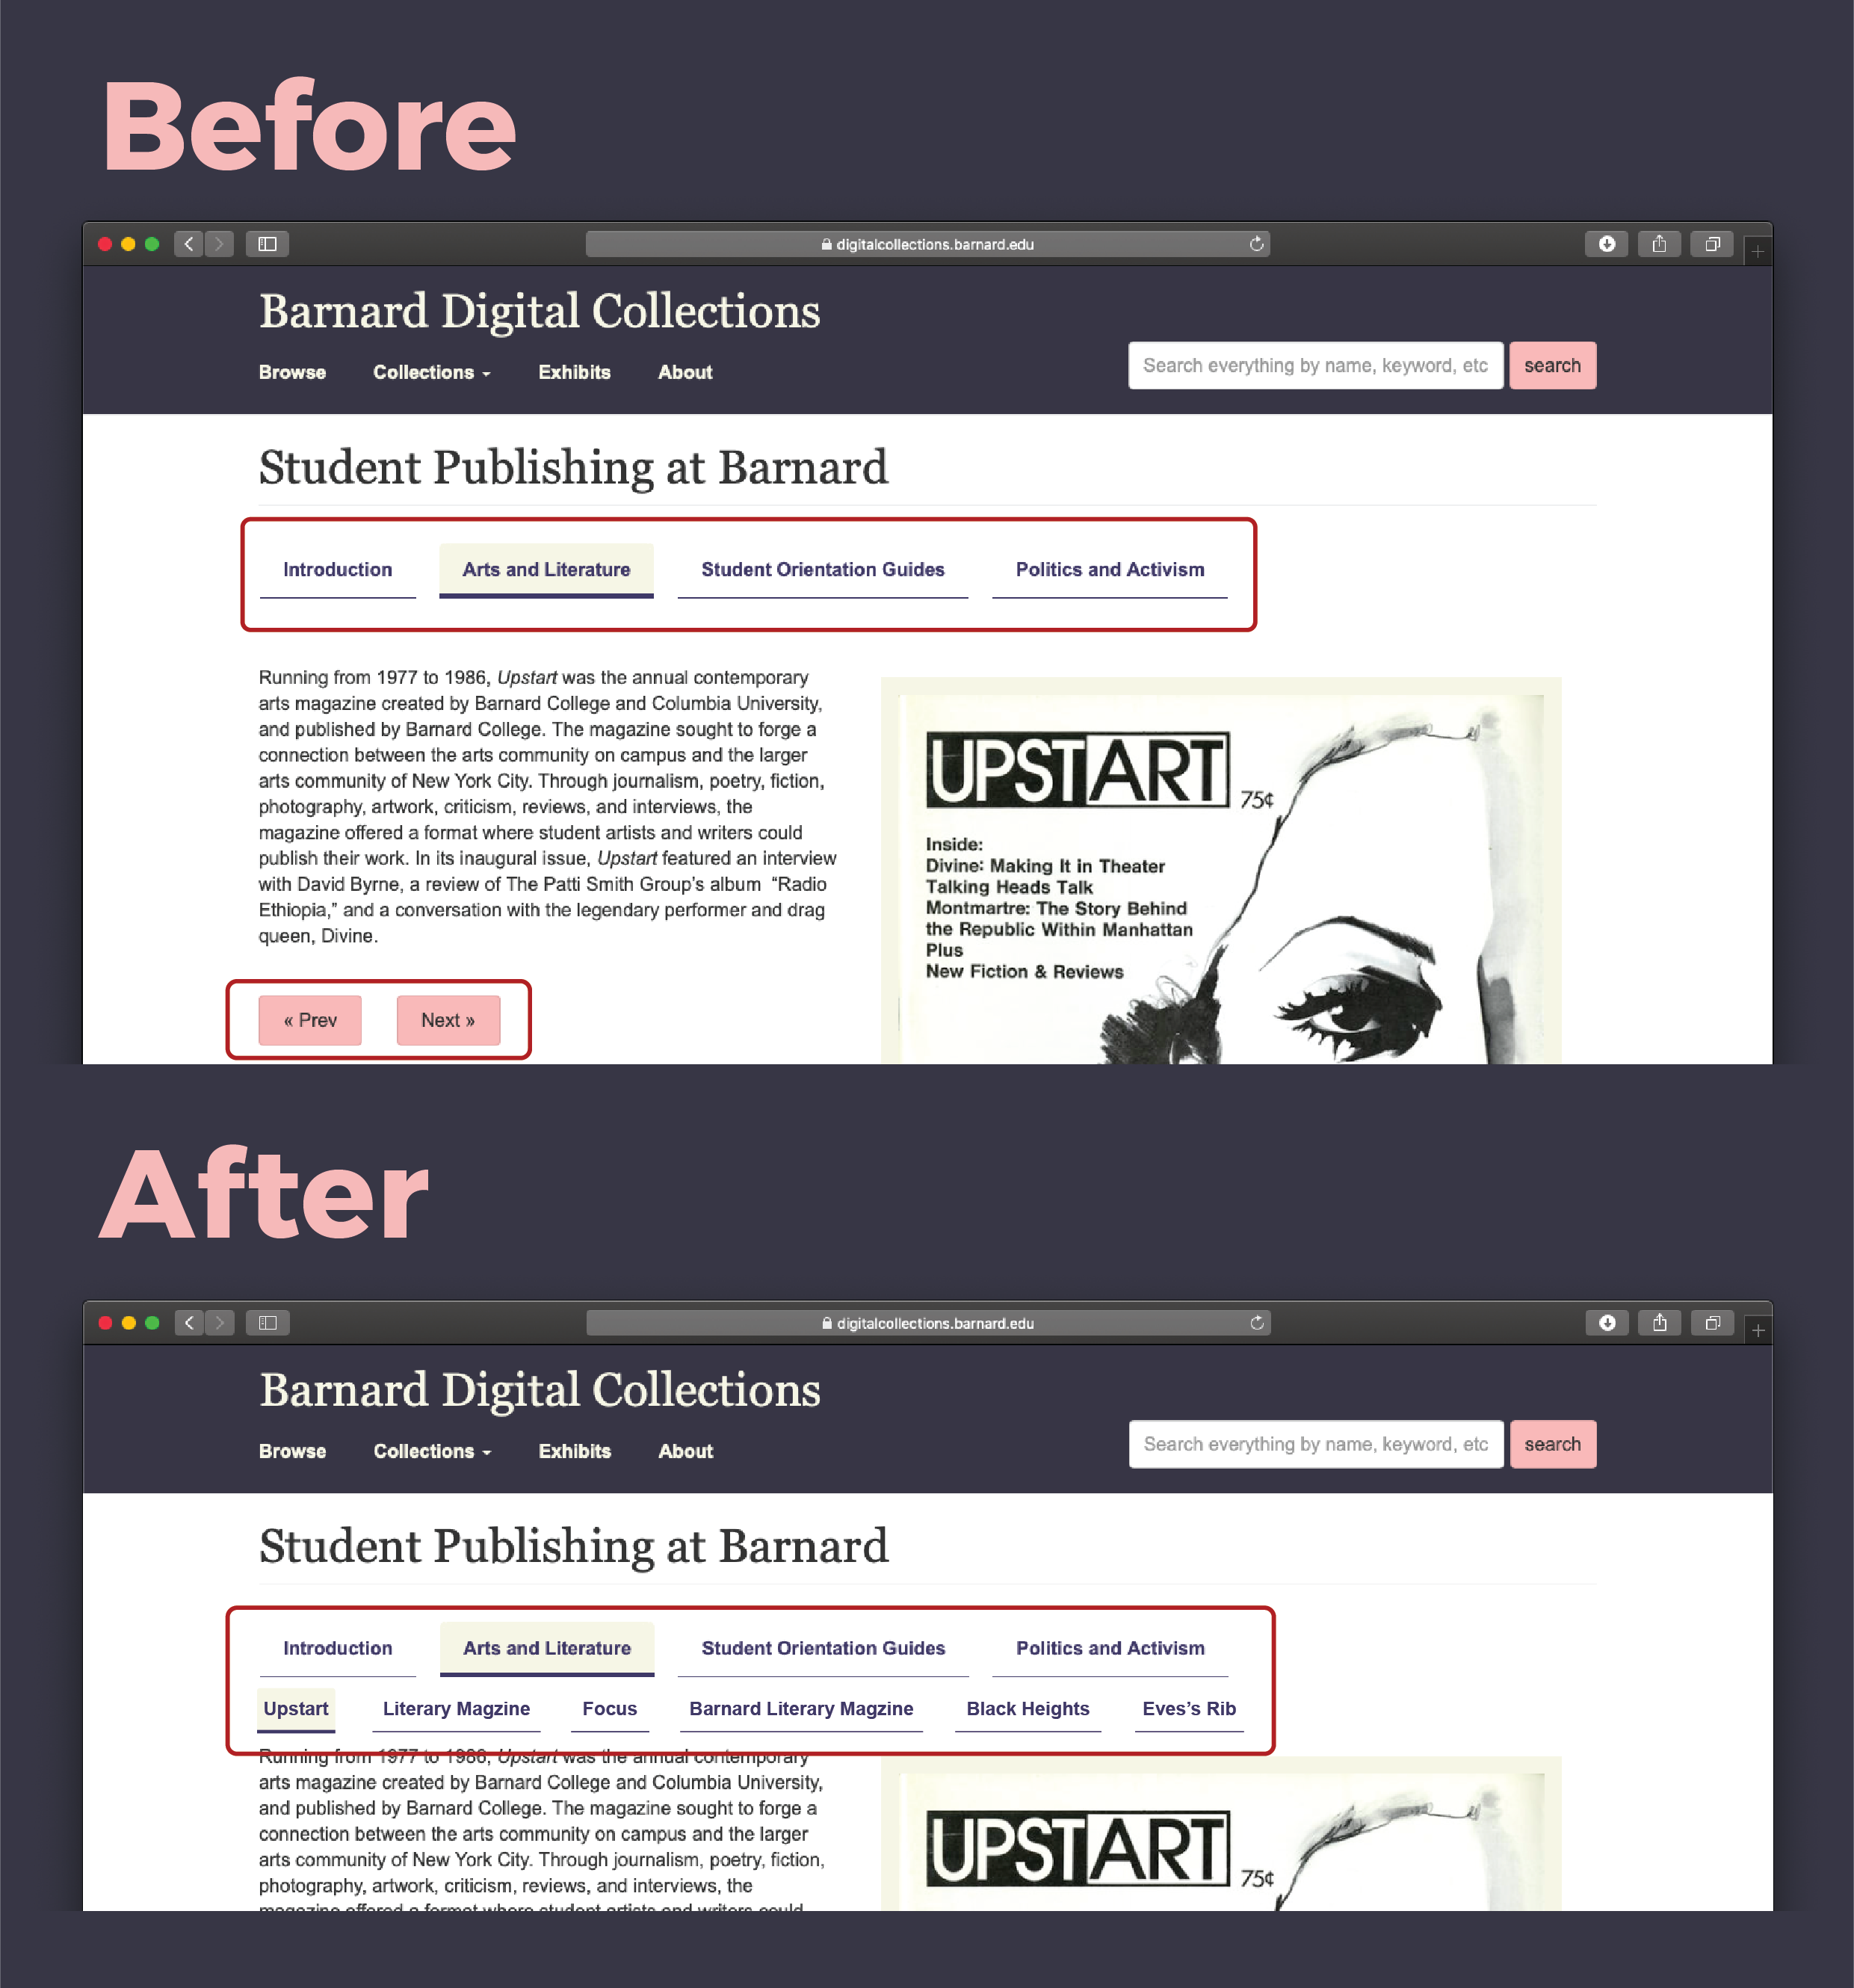 Before
digitalcollections.barnard.edu
Barnard Digital Collections
Browse Collections Exhibits About
Search everything by name, keyword, etc search
Student Publishing at Barnard
Introduction Arts and Literature Student Orientation Guides Politics and Activism
Running from 1977 to 1986, Upstart was the annual contemporary
arts magazine created by Barnard College and Columbia University,
and published by Barnard College. The magazine sought to forge a
connection between the arts community on campus and the larger
arts community of New York City. Through journalism, poetry, fiction,
photography, artwork, criticism, reviews, and interviews, the
magazine offered a format where student artists and writers could
publish their work. In its inaugural issue, Upstart featured an interview
with David Byrne, a review of The Patti Smith Group's album “Radio
Ethiopia,” and a conversation with the legendary performer and drag
queen, Divine.
« Prev Next »
UPSTART 75¢
Inside:
Divine: Making It in Theater
Talking Heads Talk
Montmartre: The Story Behind
the Republic Within Manhattan
Plus
New Fiction & Reviews
After
digitalcollections.barnard.edu
Barnard Digital Collections
Browse Collections Exhibits About
Search everything by name, keyword, etc search
Student Publishing at Barnard
Introduction Arts and Literature Student Orientation Guides Politics and Activism
Upstart Literary Magzine Focus Barnard Literary Magzine Black Heights Eves's Rib
Running from 1977 to 1986, Upstart was the annual contemporary
arts magazine created by Barnard College and Columbia University,
and published by Barnard College. The magazine sought to forge a
connection between the arts community on campus and the larger
arts community of New York City. Through journalism, poetry, fiction,
photography, artwork, criticism, reviews, and interviews, the
magazine offered a format where student artists and writers could
UPSTART 75¢